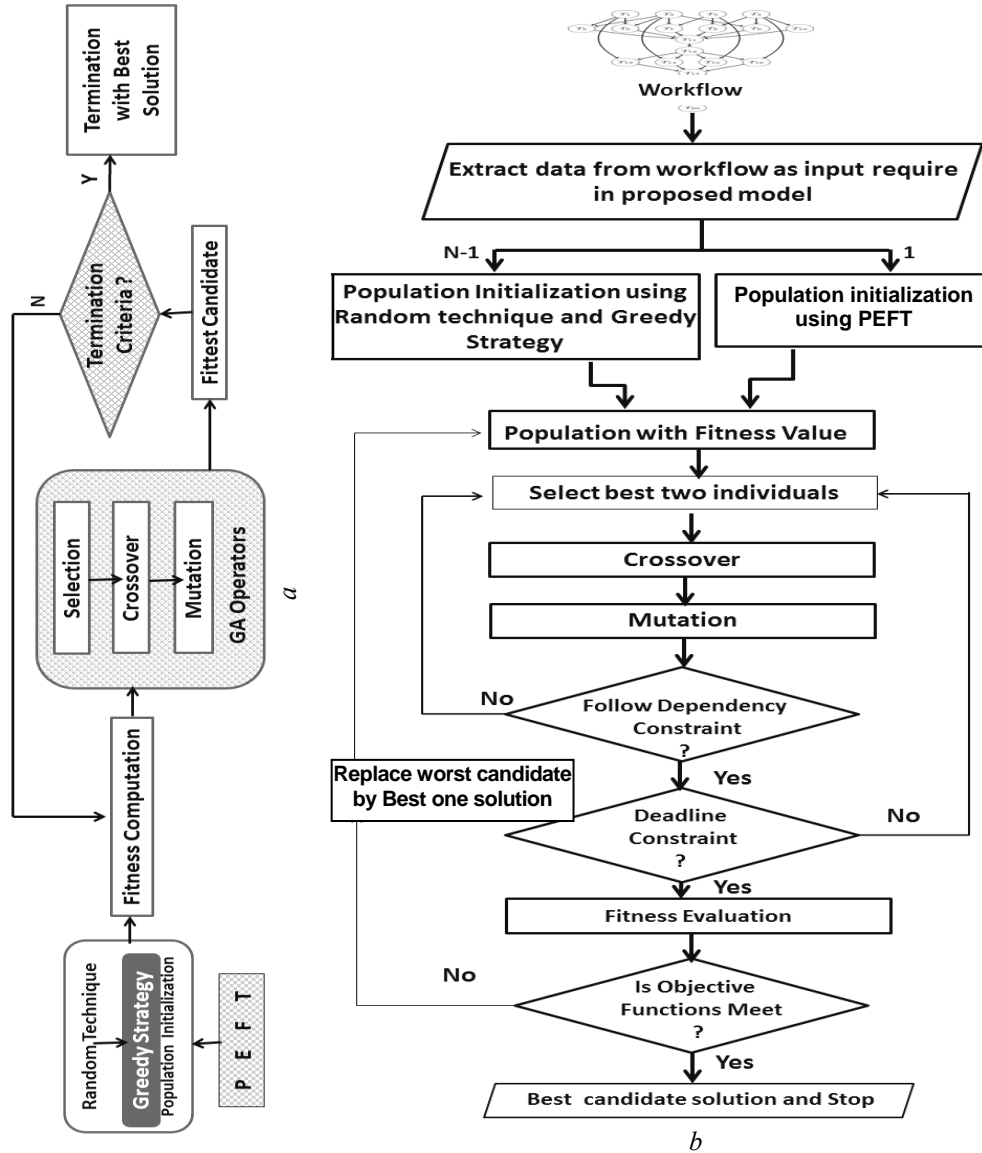 Termination
with Best
Solution
Y
N
Termination
Criteria ?
Fittest Candidate
Selection
Crossover
Mutation
GA Operators
a
Fitness Computation
Random Technique
Greedy Strategy
Population Initialization
P E F T
Workflow
Extract data from workflow as input require
in proposed model
N-1
1
Population Initialization using
Random technique and Greedy
Strategy
Population initialization
using PEFT
Population with Fitness Value
Select best two individuals
Crossover
Mutation
No
Follow Dependency
Constraint
?
Replace worst candidate
by Best one solution
Yes
Deadline
Constraint
?
No
Yes
Fitness Evaluation
No
Is Objective
Functions Meet
?
Yes
Best candidate solution and Stop
b